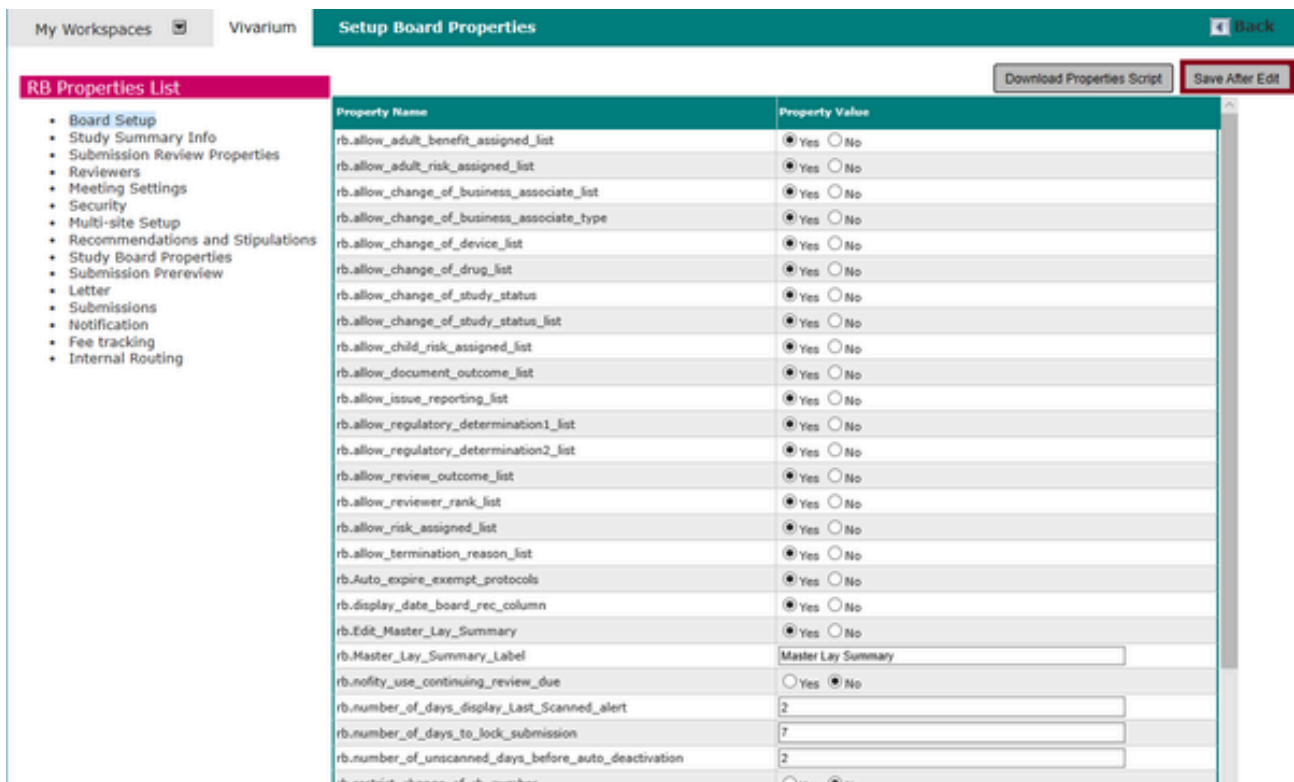 My Workspaces Vivarium Setup Board Properties Back
Download Properties Script Save After Edit
RB Properties List
• Board Setup
• Study Summary Info
• Submission Review Properties
• Reviewers
• Meeting Settings
• Security
• Multi-site Setup
• Recommendations and Stipulations
• Study Board Properties
• Submission Prereview
• Letter
• Submissions
• Notification
• Fee tracking
• Internal Routing
Property Name Property Value
rb.allow_adult_benefit_assigned_list Yes No
rb.allow_adult_risk_assigned_list Yes No
rb.allow_change_of_business_associate_list Yes No
rb.allow_change_of_business_associate_type Yes No
rb.allow_change_of_device_list Yes No
rb.allow_change_of_drug_list Yes No
rb.allow_change_of_study_status Yes No
rb.allow_change_of_study_status_list Yes No
rb.allow_child_risk_assigned_list Yes No
rb.allow_document_outcome_list Yes No
rb.allow_issue_reporting_list Yes No
rb.allow_regulatory_determination1_list Yes No
rb.allow_regulatory_determination2_list Yes No
rb.allow_review_outcome_list Yes No
rb.allow_reviewer_rank_list Yes No
rb.allow_risk_assigned_list Yes No
rb.allow_termination_reason_list Yes No
rb.Auto_expire_exempt_protocols Yes No
rb.display_date_board_rec_column Yes No
rb.Edit_Master_Lay_Summary Yes No
rb.Master_Lay_Summary_Label Master Lay Summary
rb.nofity_use_continuing_review_due Yes No
rb.number_of_days_display_Last_Scanned_alert 2
rb.number_of_days_to_lock_submission 7
rb.number_of_unscanned_days_before_auto_deactivation 2